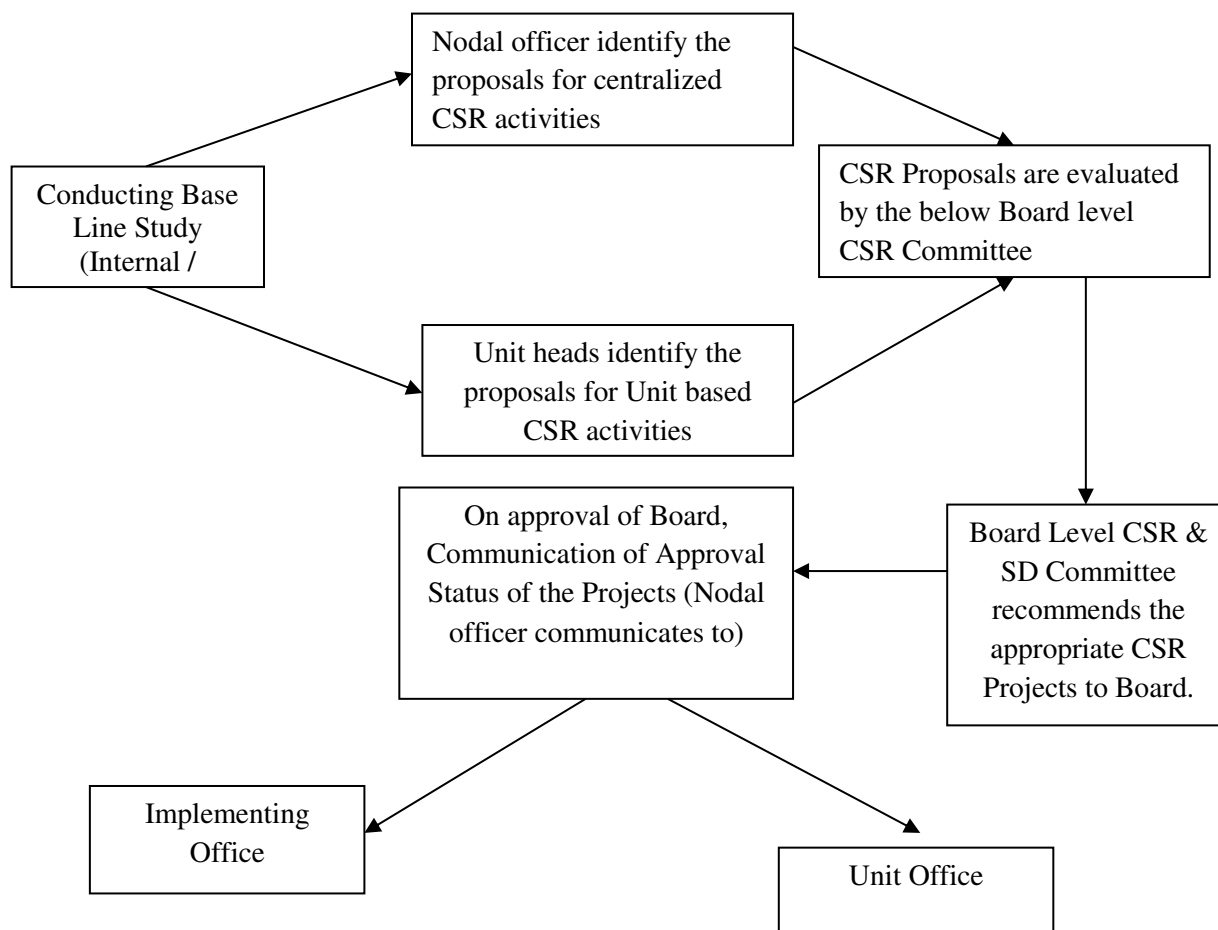 Nodal officer identify the
proposals for centralized
CSR activities
Conducting Base
Line Study
(Internal /
CSR Proposals are evaluated
by the below Board level
CSR Committee
Unit heads identify the
proposals for Unit based
CSR activities
On approval of Board,
Communication of Approval
Status of the Projects (Nodal
officer communicates to)
Board Level CSR &
SD Committee
recommends the
appropriate CSR
Projects to Board.
Implementing
Office
Unit Office